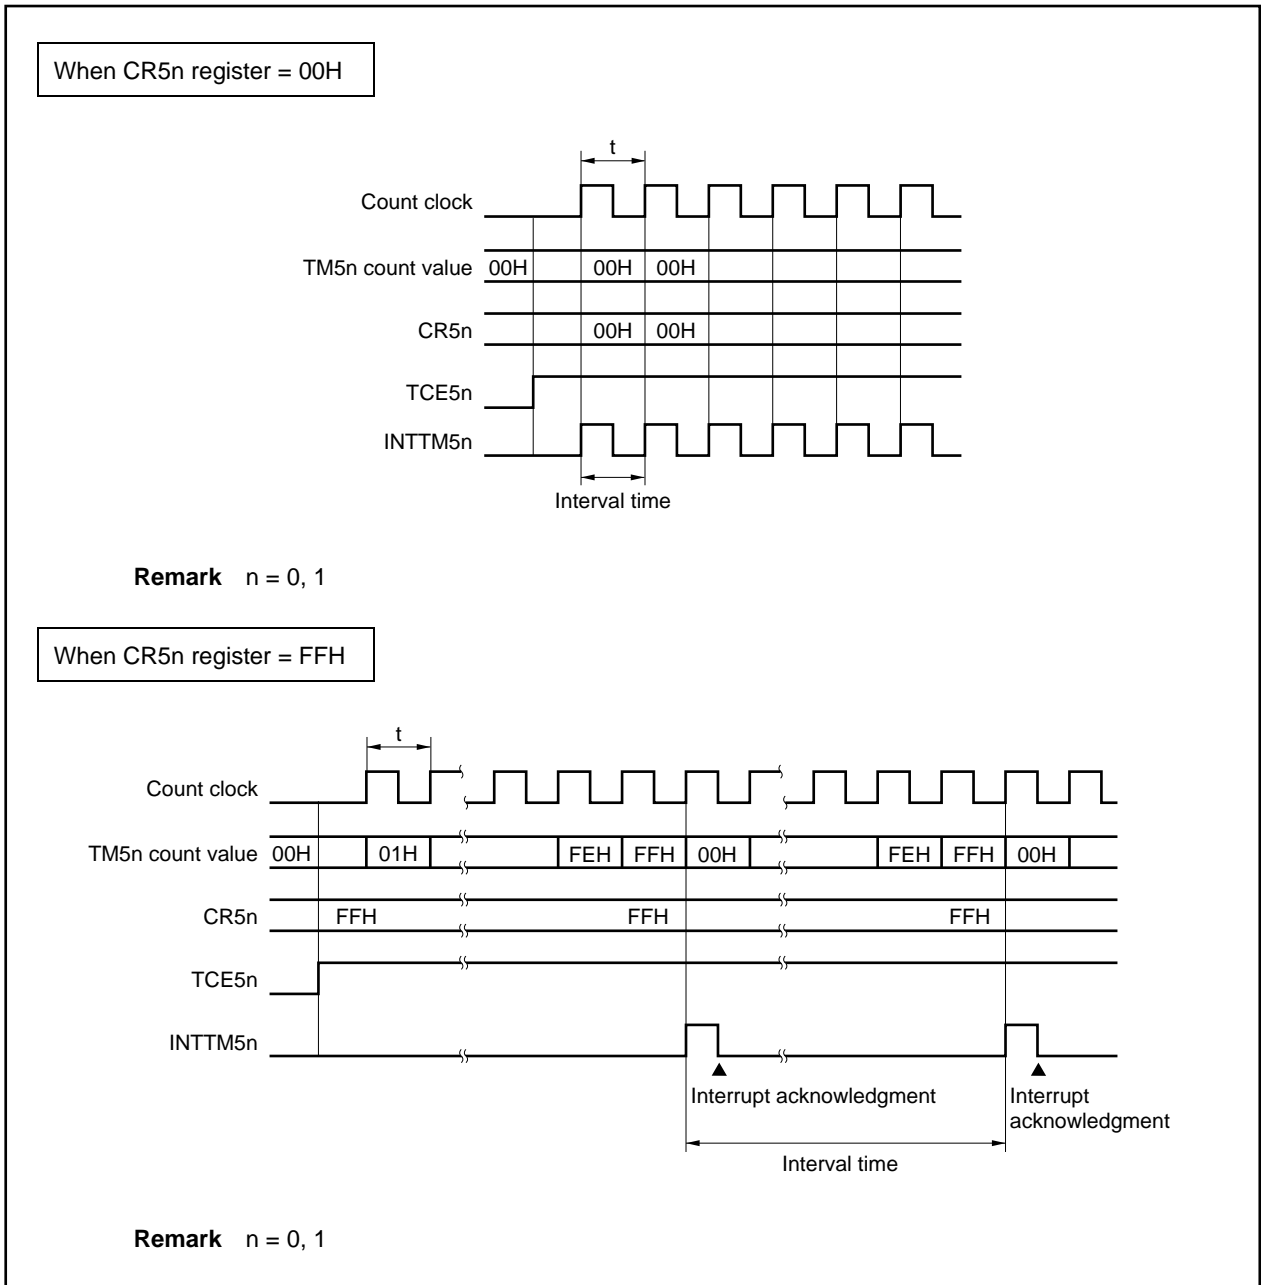 When CR5n register = 00H
t
Count clock
TM5n count value 00H 00H 00H
CR5n 00H 00H
TCE5n
INTTM5n
Interval time
Remark n = 0, 1
When CR5n register = FFH
t
Count clock
TM5n count value 00H 01H FEH FFH 00H FEH FFH 00H
CR5n FFH FFH FFH
TCE5n
INTTM5n
Interrupt acknowledgment
Interrupt
acknowledgment
Interval time
Remark n = 0, 1